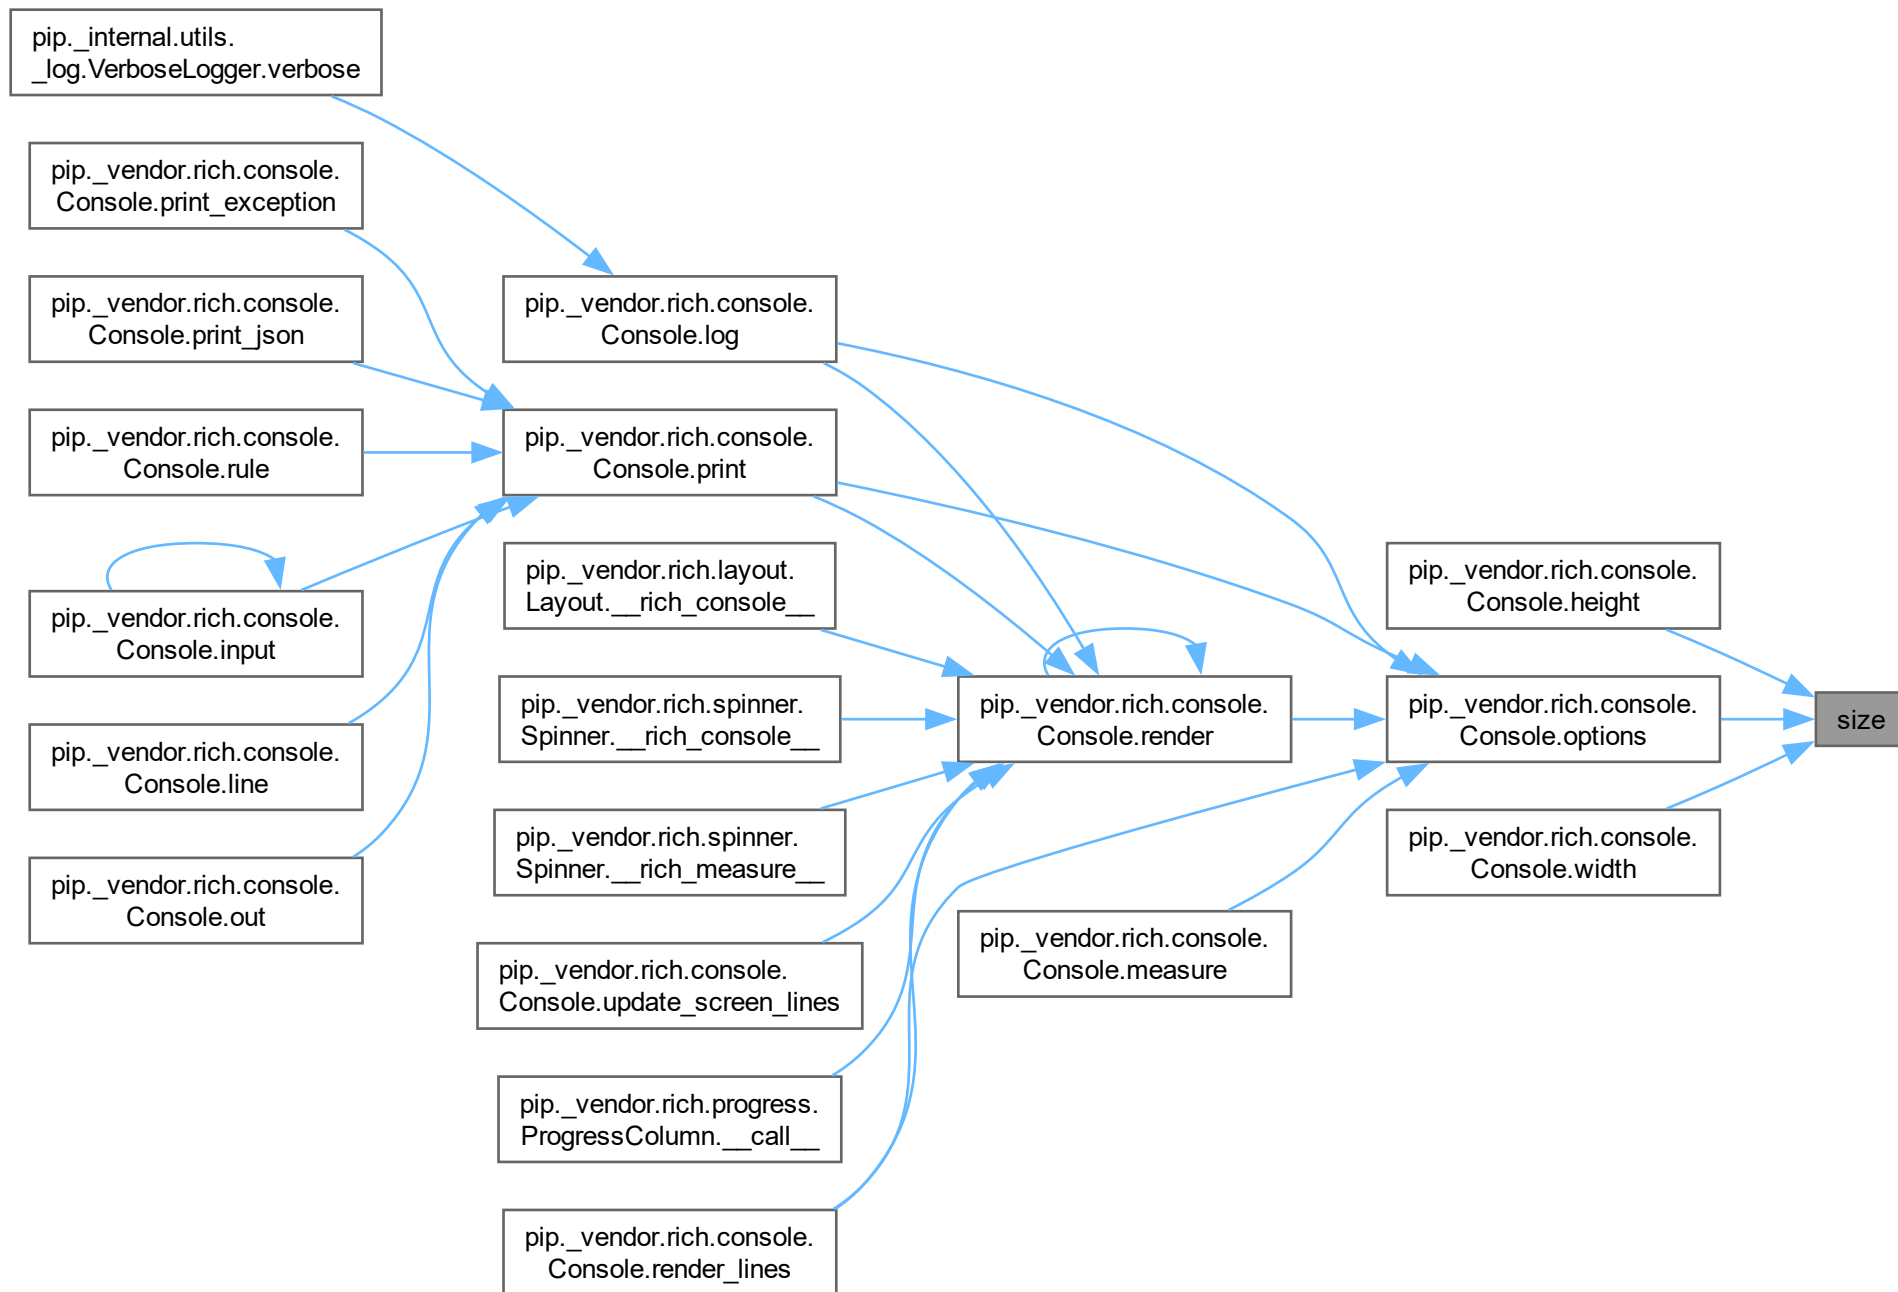 pip._internal.utils.
_log.VerboseLogger.verbose
pip._vendor.rich.console.
Console.print_exception
pip._vendor.rich.console.
Console.print_json
pip._vendor.rich.console.
Console.rule
pip._vendor.rich.console.
Console.input
pip._vendor.rich.console.
Console.line
pip._vendor.rich.console.
Console.out
pip._vendor.rich.console.
Console.log
pip._vendor.rich.console.
Console.print
pip._vendor.rich.layout.
Layout.__rich_console__
pip._vendor.rich.spinner.
Spinner.__rich_console__
pip._vendor.rich.spinner.
Spinner.__rich_measure__
pip._vendor.rich.console.
Console.update_screen_lines
pip._vendor.rich.progress.
ProgressColumn.__call__
pip._vendor.rich.console.
Console.render_lines
pip._vendor.rich.console.
Console.render
pip._vendor.rich.console.
Console.measure
pip._vendor.rich.console.
Console.height
pip._vendor.rich.console.
Console.options
pip._vendor.rich.console.
Console.width
size